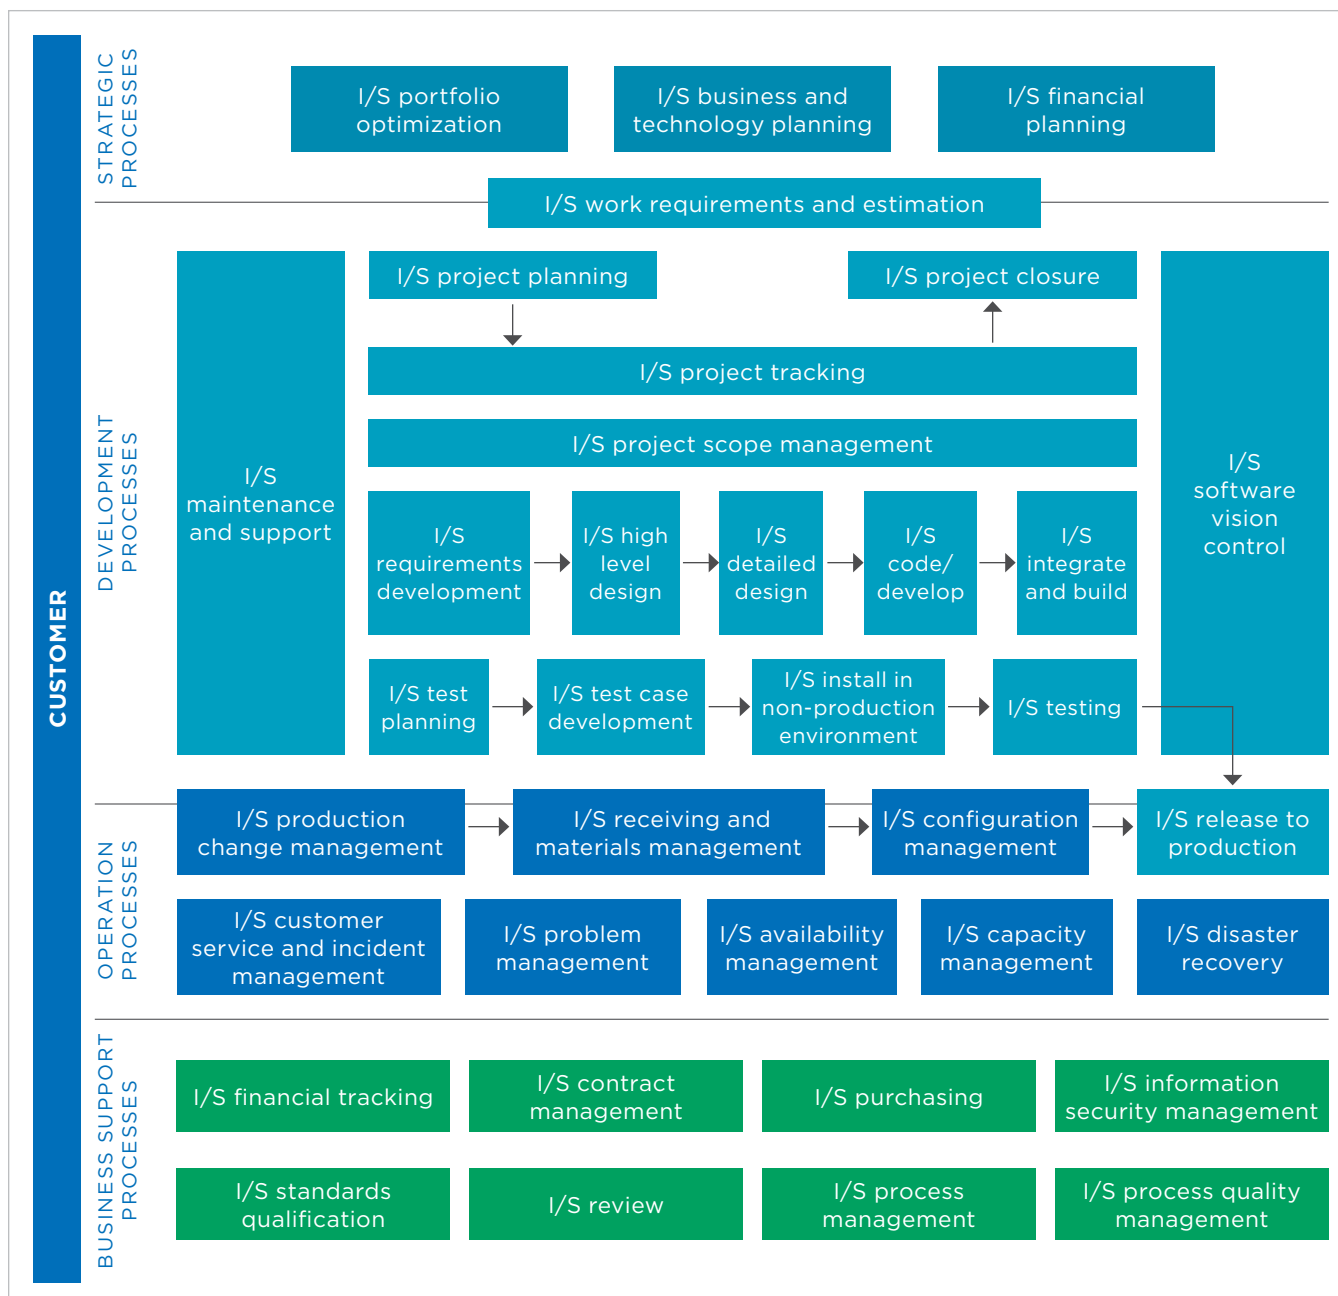 CUSTOMER
STRATEGIC
PROCESSES
I/S portfolio
optimization
I/S business and
technology planning
I/S financial
planning
I/S work requirements and estimation
DEVELOPMENT
PROCESSES
I/S
maintenance
and support
I/S project planning
I/S project closure
I/S project tracking
I/S project scope management
I/S
requirements
development
I/S high
level
design
I/S
detailed
design
I/S
code/
develop
I/S
integrate
and build
I/S test
planning
I/S test case
development
I/S install in
non-production
environment
I/S testing
I/S
software
vision
control
OPERATION
PROCESSES
I/S production
change management
I/S receiving and
materials management
I/S configuration
management
I/S release to
production
I/S customer
service and incident
management
I/S problem
management
I/S availability
management
I/S capacity
management
I/S disaster
recovery
BUSINESS SUPPORT
PROCESSES
I/S financial tracking
I/S contract
management
I/S purchasing
I/S information
security management
I/S standards
qualification
I/S review
I/S process
management
I/S process quality
management